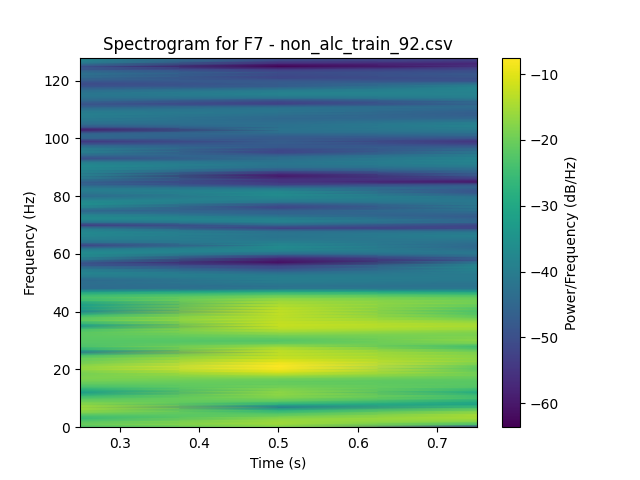 Spectrogram for F7 - non_alc_train_92.csv
120
100
80
60
40
20
0
0.3 0.4 0.5 0.6 0.7
Time (s)
Frequency (Hz)
−10
−20
−30
−40
−50
−60
Power/Frequency (dB/Hz)